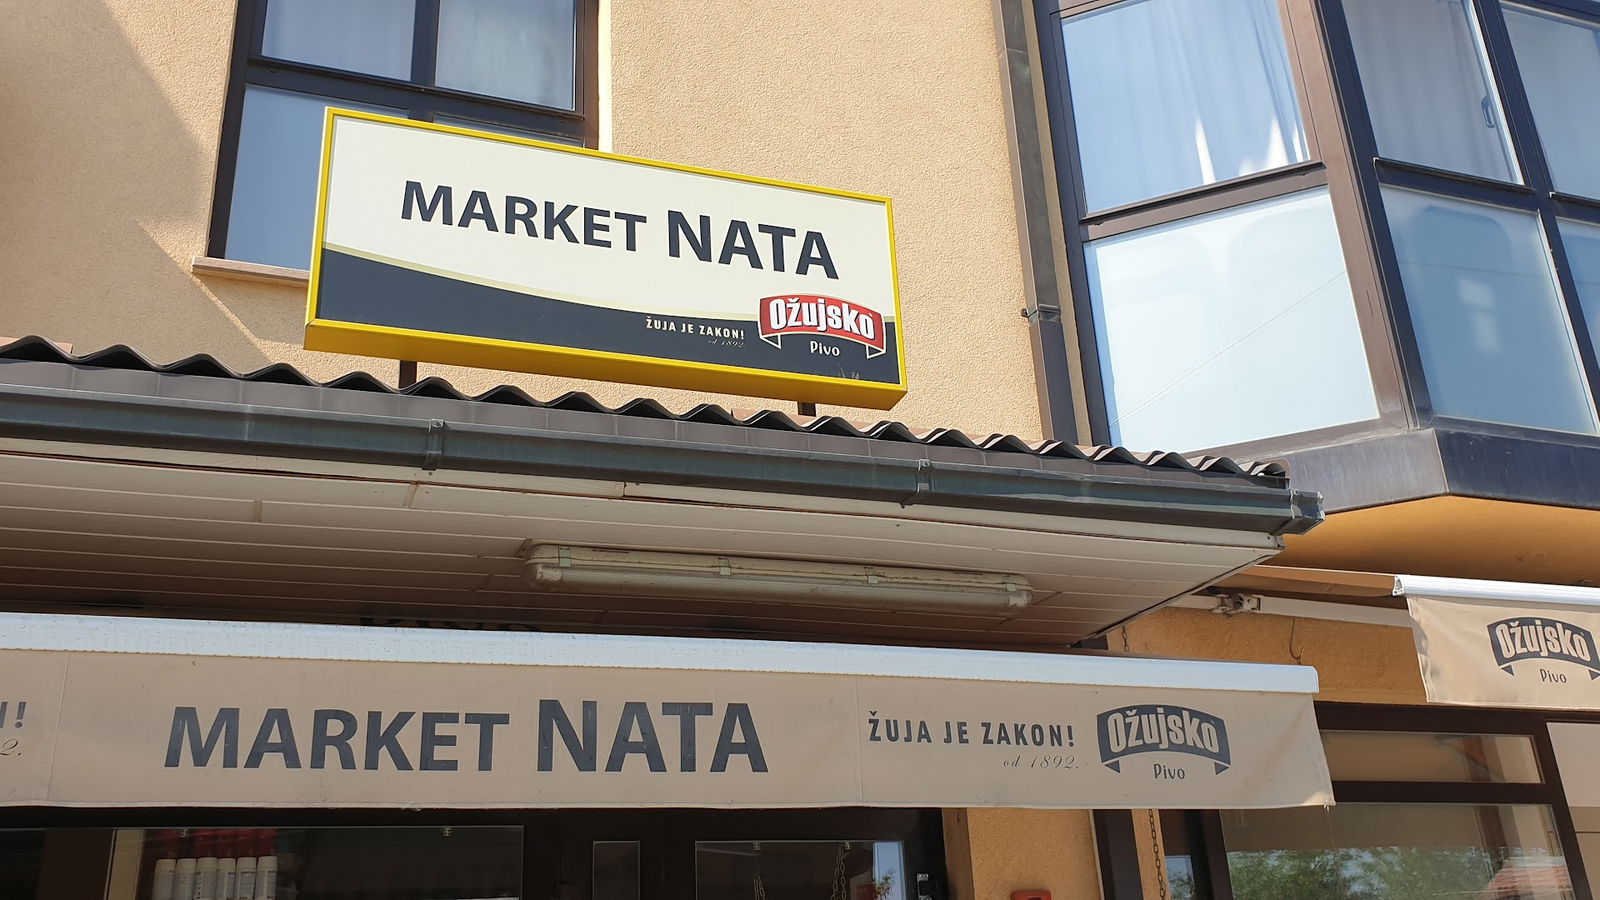 MARKET NATA
ŽUJA JE ZAKON!
od 1892.
Ožujsko
Pivo
Ožujsko
Pivo
!
2.
MARKET NATA
ŽUJA JE ZAKON!
od 1892.
Ožujsko
Pivo